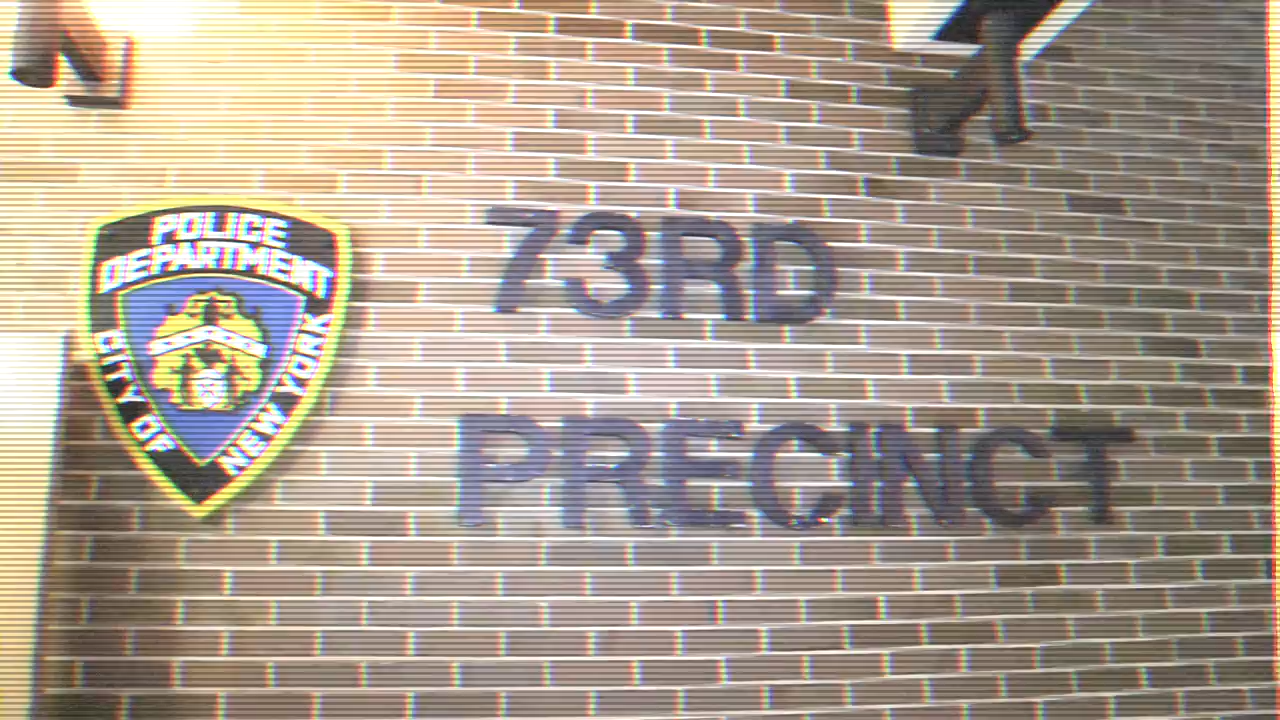 POLICE
DEPARTMENT
CITY OF
NEW YORK
73RD
PRECINCT